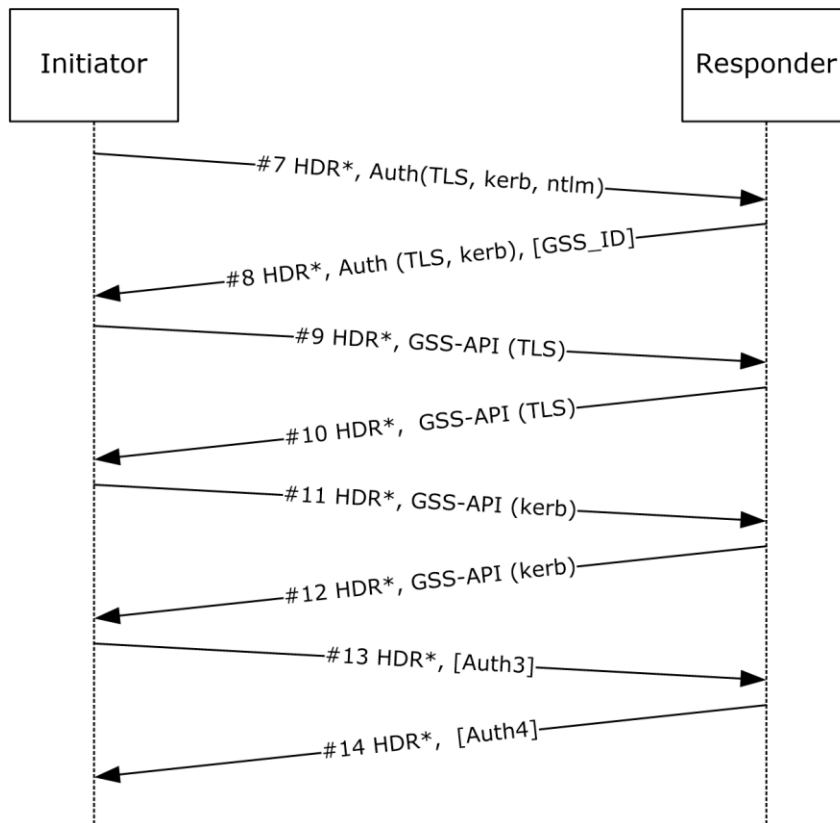 Initiator
Responder
#7 HDR*, Auth(TLS, kerb, ntlm)
#8 HDR*, Auth (TLS, kerb), [GSS_ID]
#9 HDR*, GSS-API (TLS)
#10 HDR*, GSS-API (TLS)
#11 HDR*, GSS-API (kerb)
#12 HDR*, GSS-API (kerb)
#13 HDR*, [Auth3]
#14 HDR*, [Auth4]